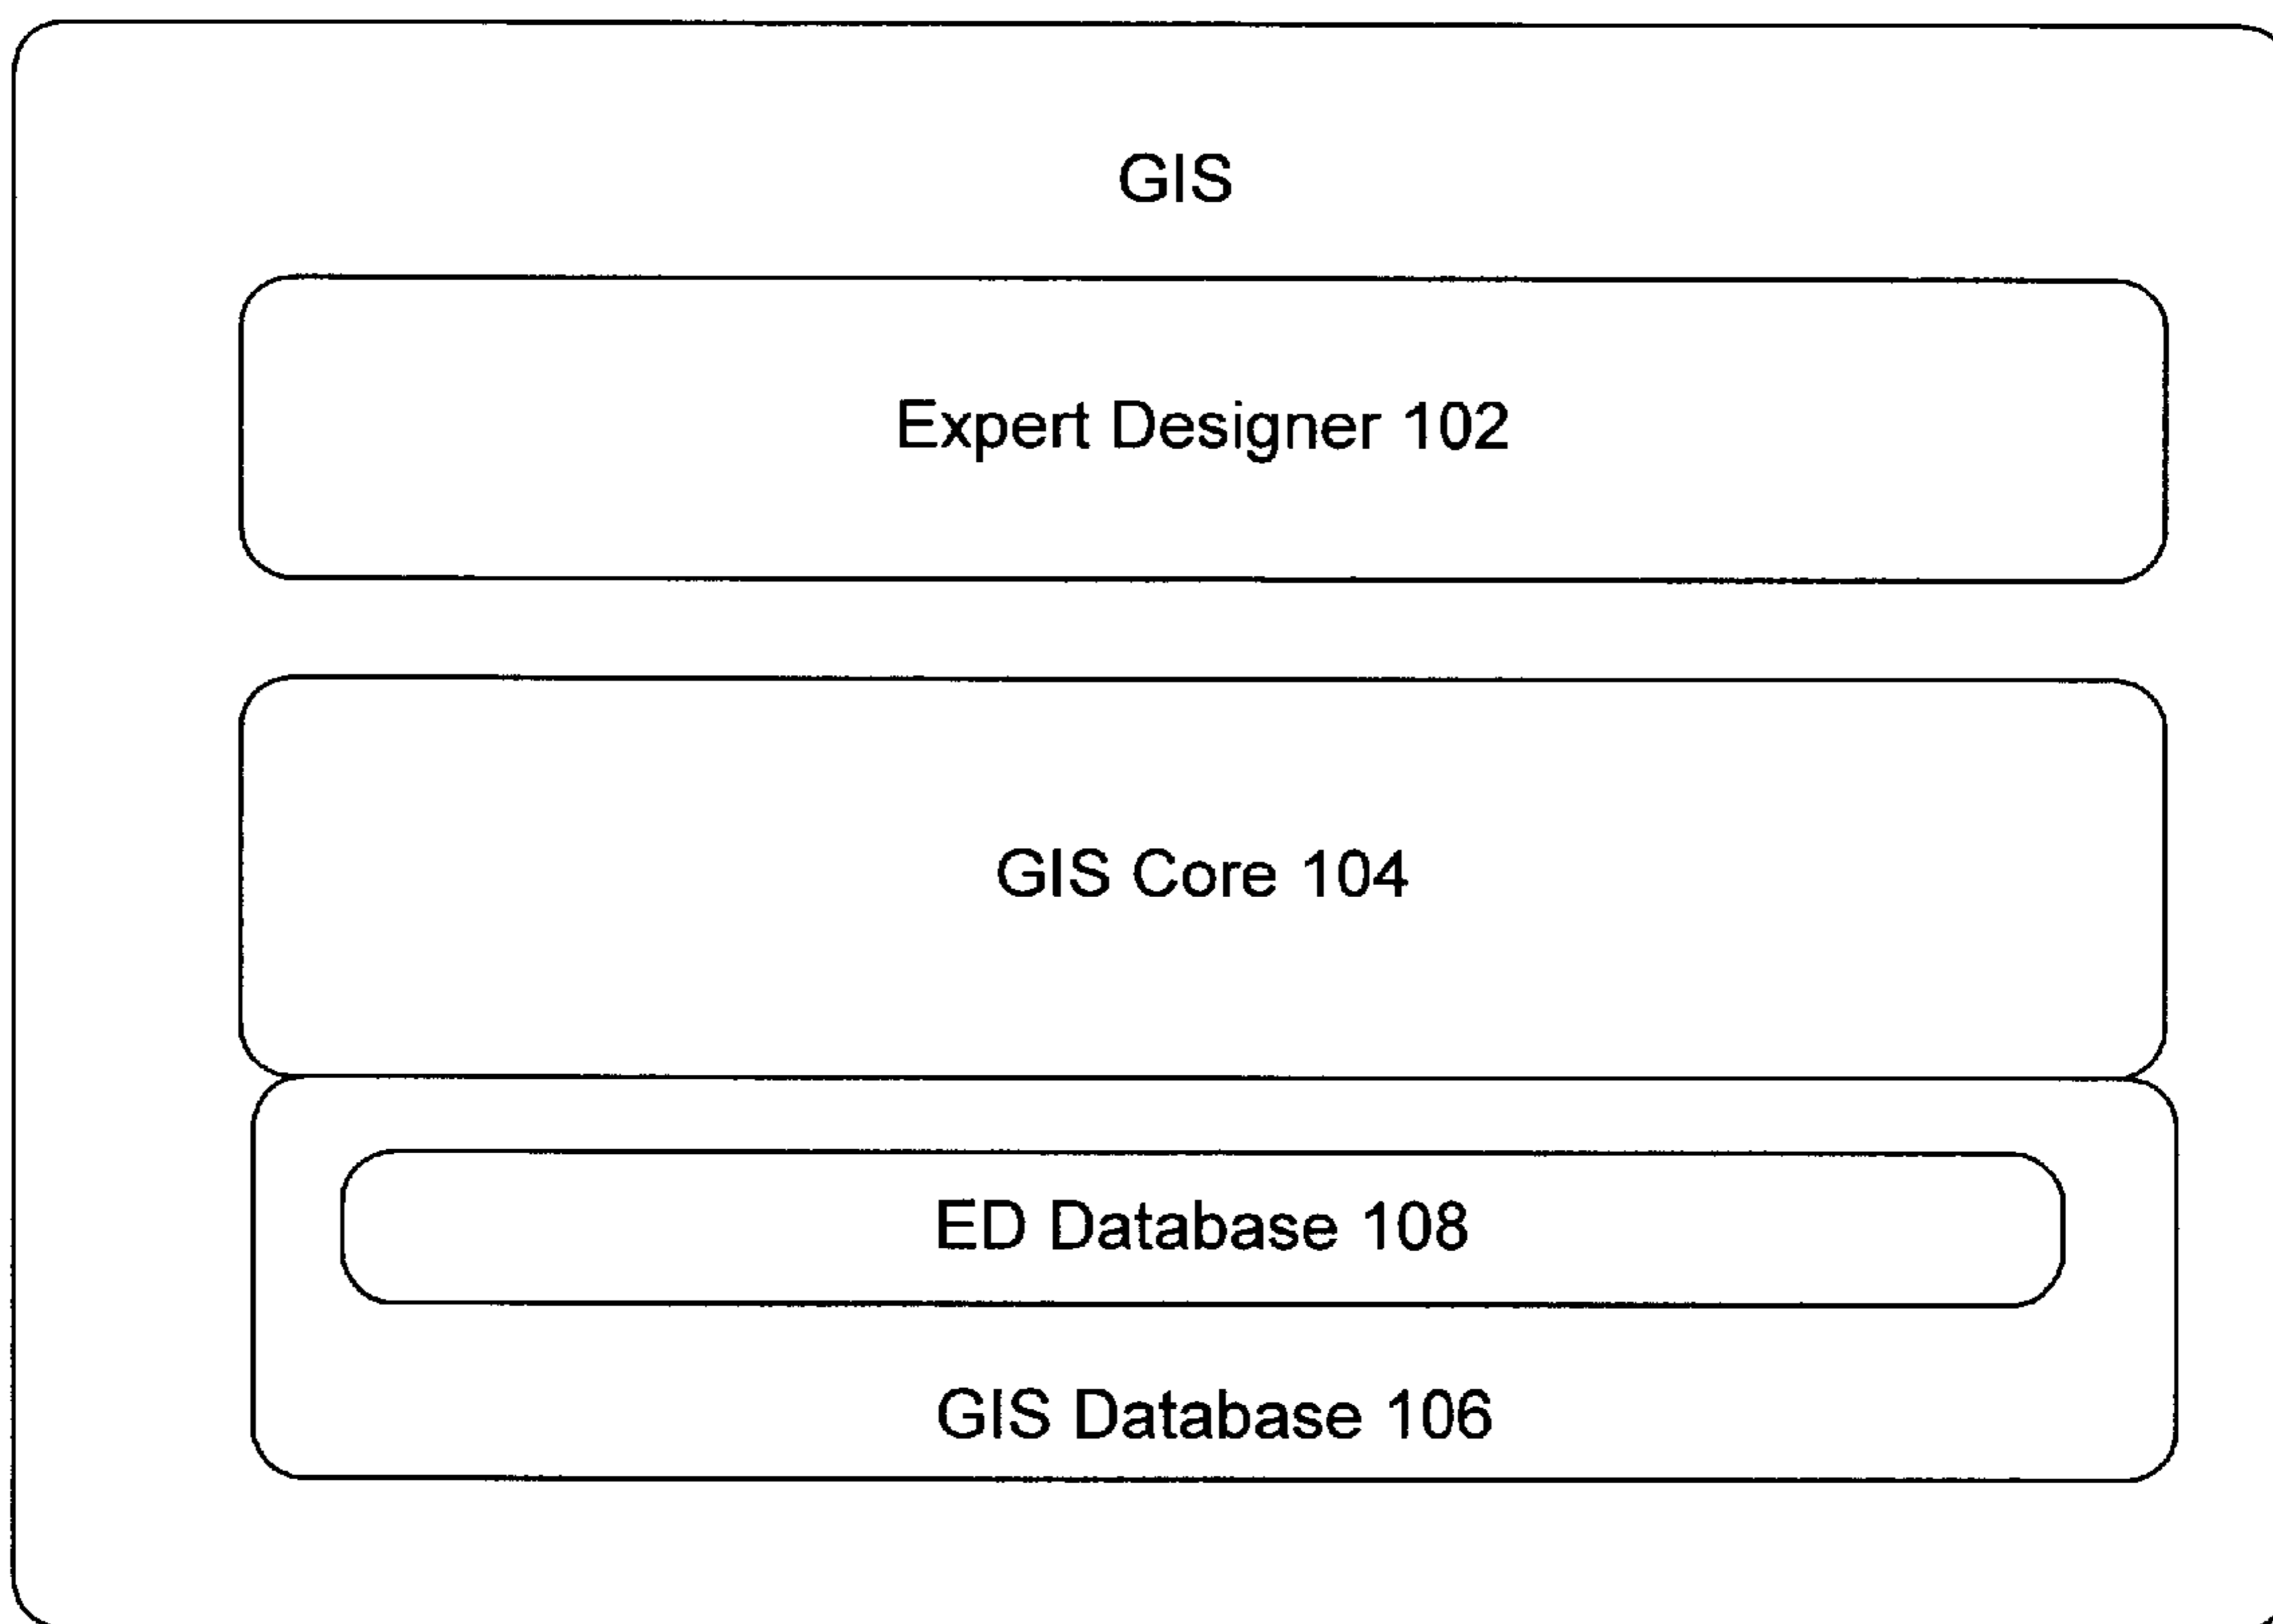 GIS
Expert Designer 102
GIS Core 104
ED Database 108
GIS Database 106